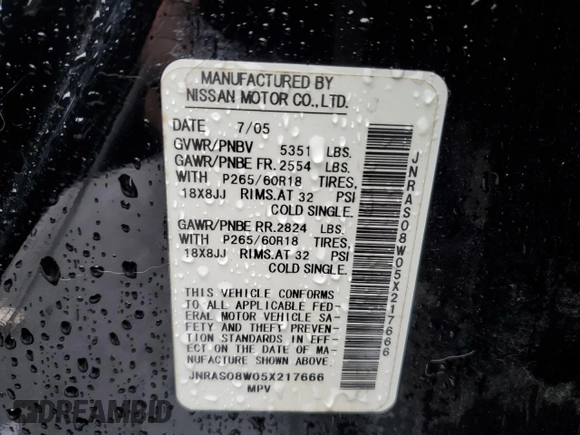 MANUFACTURED BY
NISSAN MOTOR CO.,LTD.
DATE 7/05
GVWR/PNBV 5351 LBS.
GAWR/PNBE FR. 2554 LBS.
WITH P265/60R18 TIRES,
18X8JJ RIMS.AT 32 PSI
COLD SINGLE.
GAWR/PNBE RR. 2824 LBS.
WITH P265/60R18 TIRES,
18X8JJ RIMS.AT 32 PSI
COLD SINGLE.
THIS VEHICLE CONFORMS
TO ALL APPLICABLE FED-
ERAL MOTOR VEHICLE SA-
FETY AND THEFT PREVEN-
TION STANDARDS IN EFFECT
ON THE DATE OF MA-
NUFACTURE SHOWN
ABOVE.
JNRAS08W05X217666
MPV
JNRAS08W05X217666
DREAMBID